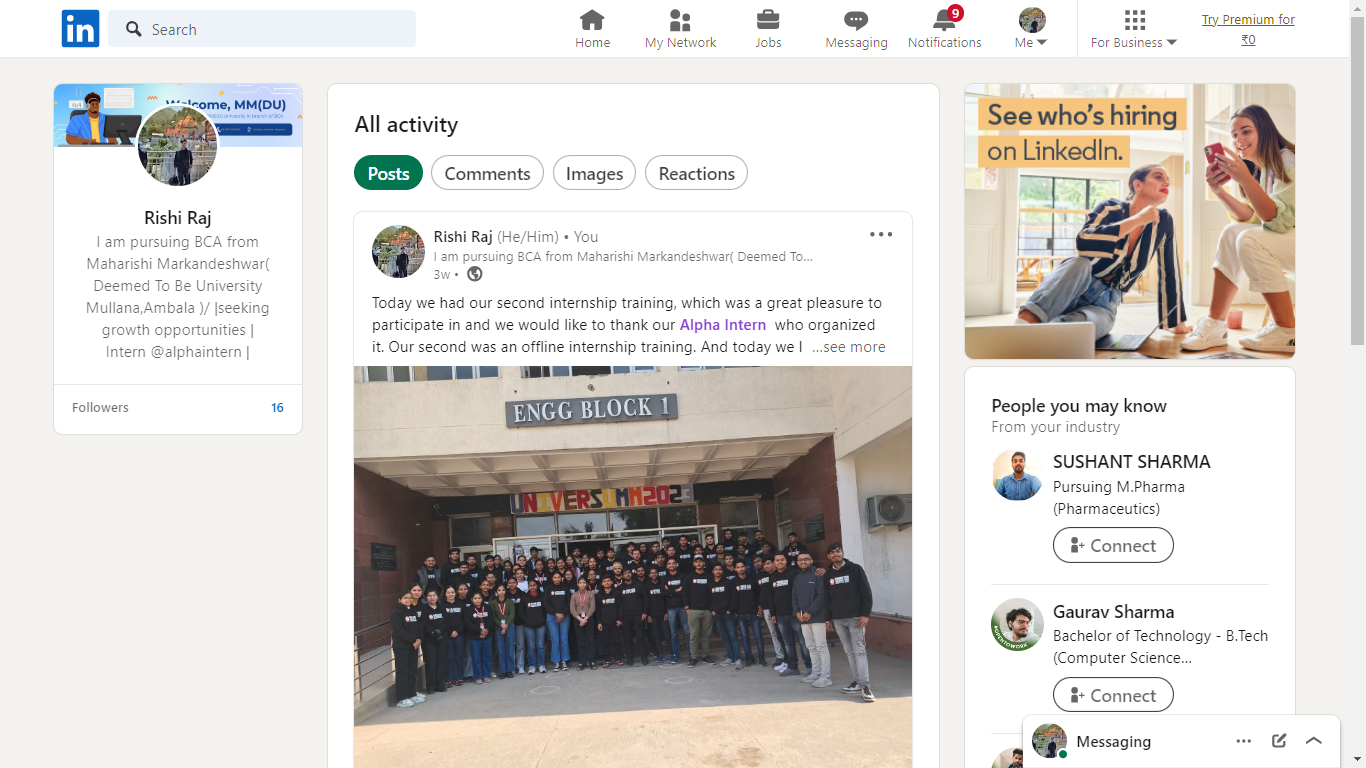 in
Search
Home
My Network
Jobs
Messaging
9
Notifications
Me
For Business
Try Premium for
₹0
Welcome, MM(DU)
Rishi Raj
I am pursuing BCA from
Maharishi Markandeshwar(
Deemed To Be University
Mullana,Ambala )/ |seeking
growth opportunities |
Intern @alphaintern |
Followers 16
All activity
Posts
Comments
Images
Reactions
Rishi Raj (He/Him) • You
I am pursuing BCA from Maharishi Markandeshwar( Deemed To...
3w •
Today we had our second internship training, which was a great pleasure to
participate in and we would like to thank our Alpha Intern who organized
it. Our second was an offline internship training. And today we l ...see more
ENGG BLOCK 1
UNIVERSUMM2023
See who's hiring
on LinkedIn.
People you may know
From your industry
SUSHANT SHARMA
Pursuing M.Pharma
(Pharmaceutics)
Connect
Gaurav Sharma
#OPENTOWORK
Bachelor of Technology - B.Tech
(Computer Science...
Connect
Messaging